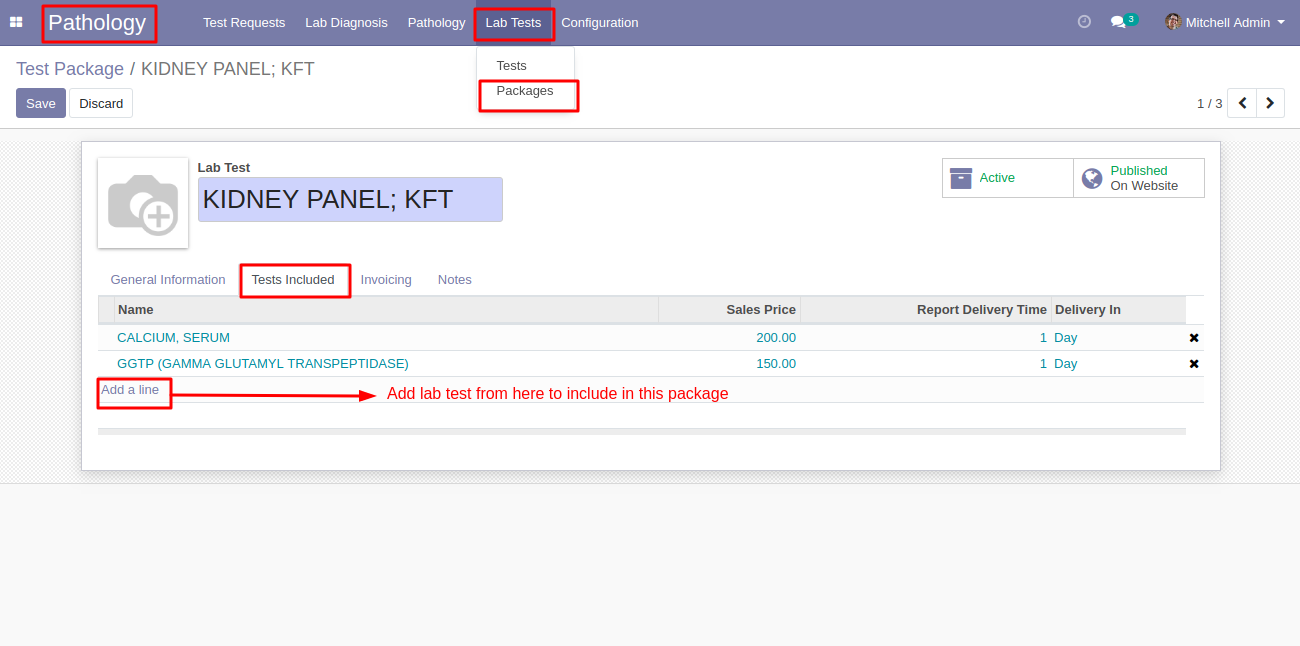 Pathology Test Requests Lab Diagnosis Pathology Lab Tests Configuration 3 Mitchell Admin
Tests
Packages
Test Package / KIDNEY PANEL; KFT
Save Discard
1 / 3
Lab Test
KIDNEY PANEL; KFT
Active
Published
On Website
General Information Tests Included Invoicing Notes
Name Sales Price Report Delivery Time Delivery In
CALCIUM, SERUM 200.00 1 Day
GGTP (GAMMA GLUTAMYL TRANSPEPTIDASE) 150.00 1 Day
Add a line Add lab test from here to include in this package